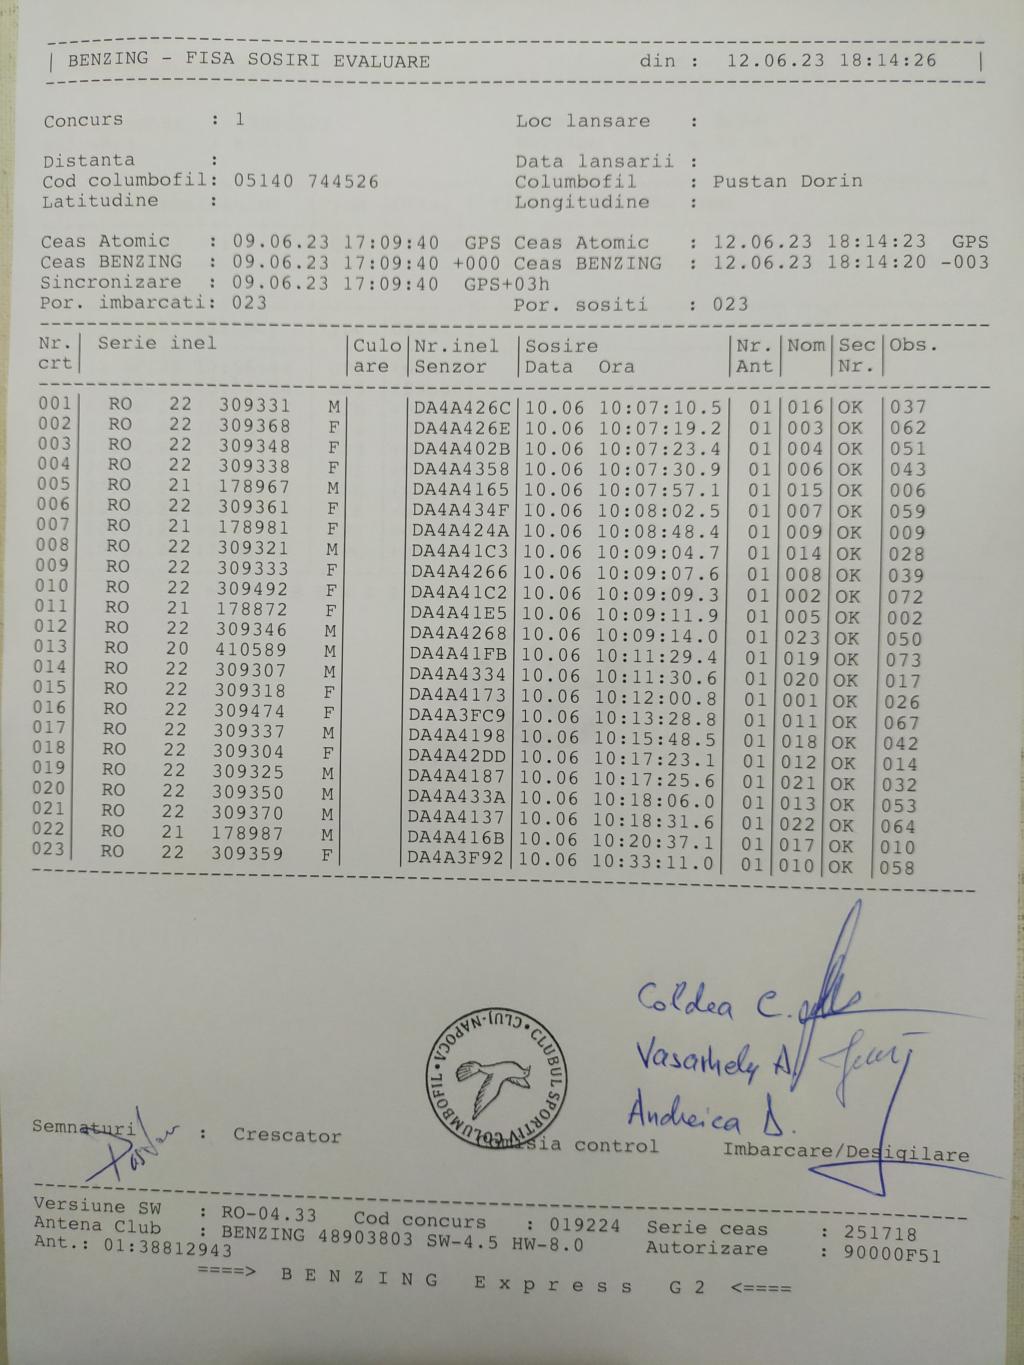 BENZING - FISA SOSIRI EVALUARE din : 12.06.23 18:14:26
Concurs : 1 Loc lansare :
Distanta : Data lansarii :
Cod columbofil: 05140 744526 Columbofil : Pustan Dorin
Latitudine : Longitudine :
Ceas Atomic : 09.06.23 17:09:40 GPS Ceas Atomic : 12.06.23 18:14:23 GPS
Ceas BENZING : 09.06.23 17:09:40 +000 Ceas BENZING : 12.06.23 18:14:20 -003
Sincronizare : 09.06.23 17:09:40 GPS+03h
Por. imbarcati: 023 Por. sositi : 023
Nr. Serie inel Culo Nr.inel Sosire Nr. Nom Sec Obs.
crt are Senzor Data Ora Ant Nr.
001 RO 22 309331 M DA4A426C 10.06 10:07:10.5 01 016 OK 037
002 RO 22 309368 F DA4A426E 10.06 10:07:19.2 01 003 OK 062
003 RO 22 309348 F DA4A402B 10.06 10:07:23.4 01 004 OK 051
004 RO 22 309338 F DA4A4358 10.06 10:07:30.9 01 006 OK 043
005 RO 21 178967 M DA4A4165 10.06 10:07:57.1 01 015 OK 006
006 RO 22 309361 F DA4A434F 10.06 10:08:02.5 01 007 OK 059
007 RO 21 178981 F DA4A424A 10.06 10:08:48.4 01 009 OK 009
008 RO 22 309321 M DA4A41C3 10.06 10:09:04.7 01 014 OK 028
009 RO 22 309333 F DA4A4266 10.06 10:09:07.6 01 008 OK 039
010 RO 22 309492 F DA4A41C2 10.06 10:09:09.3 01 002 OK 072
011 RO 21 178872 F DA4A41E5 10.06 10:09:11.9 01 005 OK 002
012 RO 22 309346 M DA4A4268 10.06 10:09:14.0 01 023 OK 050
013 RO 20 410589 M DA4A41FB 10.06 10:11:29.4 01 019 OK 073
014 RO 22 309307 M DA4A4334 10.06 10:11:30.6 01 020 OK 017
015 RO 22 309318 F DA4A4173 10.06 10:12:00.8 01 001 OK 026
016 RO 22 309474 F DA4A3FC9 10.06 10:13:28.8 01 011 OK 067
017 RO 22 309337 M DA4A4198 10.06 10:15:48.5 01 018 OK 042
018 RO 22 309304 F DA4A42DD 10.06 10:17:23.1 01 012 OK 014
019 RO 22 309325 M DA4A4187 10.06 10:17:25.6 01 021 OK 032
020 RO 22 309350 M DA4A433A 10.06 10:18:06.0 01 013 OK 053
021 RO 22 309370 M DA4A4137 10.06 10:18:31.6 01 022 OK 064
022 RO 21 178987 M DA4A416B 10.06 10:20:37.1 01 017 OK 010
023 RO 22 309359 F DA4A3F92 10.06 10:33:11.0 01 010 OK 058
Coldea C.
Vasarhely A.
Andreica D.
CLUBUL SPORTIV COLUMBOFIL • CLUJ-NAPOCA •
Semnaturi : Crescator control Imbarcare/Desigilare
Versiune SW : RO-04.33 Cod concurs : 019224 Serie ceas : 251718
Antena Club : BENZING 48903803 SW-4.5 HW-8.0 Autorizare : 90000F51
Ant.: 01:38812943
====> B E N Z I N G E x p r e s s G 2 <====